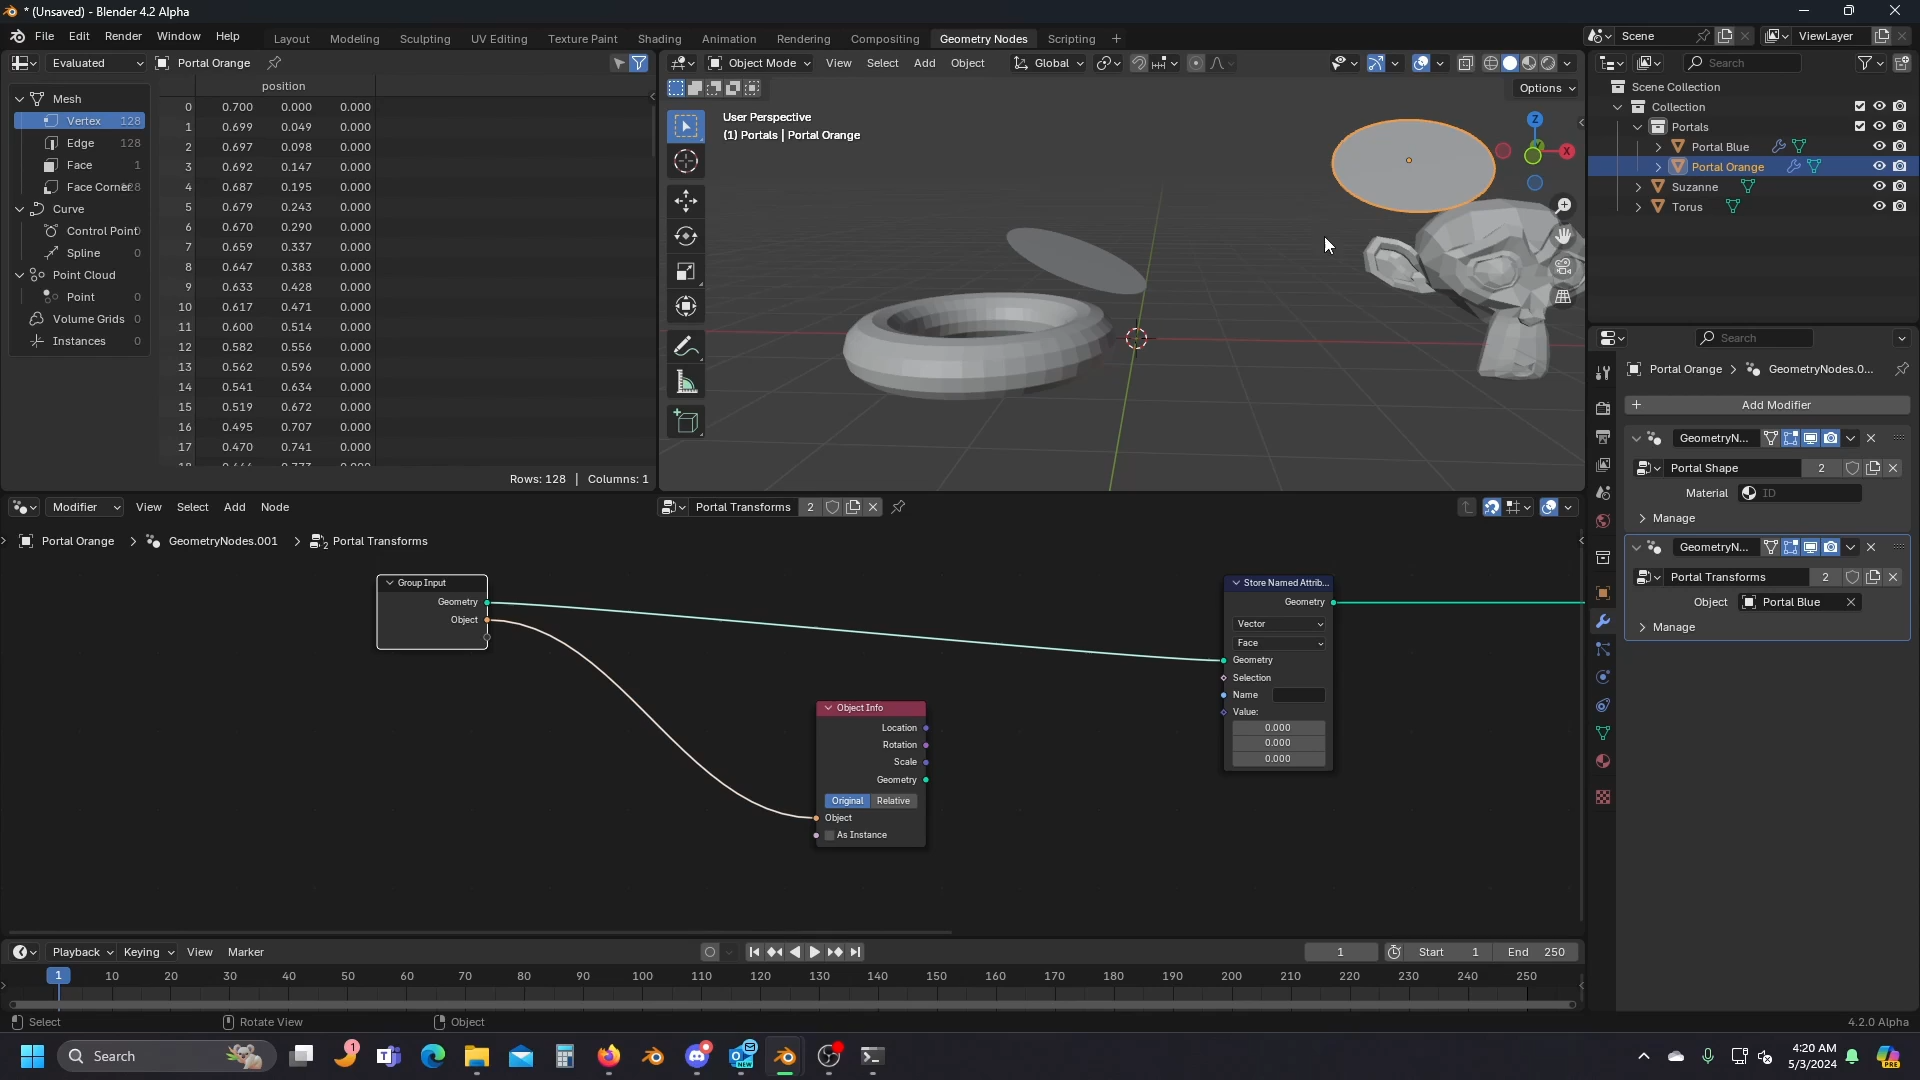 * (Unsaved) - Blender 4.2 Alpha
File Edit Render Window Help Layout Modeling Sculpting UV Editing Texture Paint Shading Animation Rendering Compositing Geometry Nodes Scripting + Scene ViewLayer
Evaluated Portal Orange
Object Mode View Select Add Object Global
Search
Options
position
Mesh
Vertex 128
Edge 128
Face 1
Face Corne 128
Curve
Control Point 0
Spline 0
Point Cloud
Point 0
Volume Grids 0
Instances 0
0 0.700 0.000 0.000
1 0.699 0.049 0.000
2 0.697 0.098 0.000
3 0.692 0.147 0.000
4 0.687 0.195 0.000
5 0.679 0.243 0.000
6 0.670 0.290 0.000
7 0.659 0.337 0.000
8 0.647 0.383 0.000
9 0.633 0.428 0.000
10 0.617 0.471 0.000
11 0.600 0.514 0.000
12 0.582 0.556 0.000
13 0.562 0.596 0.000
14 0.541 0.634 0.000
15 0.519 0.672 0.000
16 0.495 0.707 0.000
17 0.470 0.741 0.000
Rows: 128 | Columns: 1
User Perspective
(1) Portals | Portal Orange
Z
X
Scene Collection
Collection
Portals
Portal Blue
Portal Orange
Suzanne
Torus
Search
Portal Orange > GeometryNodes.0...
Add Modifier
GeometryN...
Portal Shape 2
Material ID
Manage
GeometryN...
Portal Transforms 2
Object Portal Blue
Manage
Modifier View Select Add Node Portal Transforms 2
Portal Orange > GeometryNodes.001 > 2 Portal Transforms
Group Input
Geometry
Object
Object Info
Location
Rotation
Scale
Geometry
Original Relative
Object
As Instance
Store Named Attrib...
Geometry
Vector
Face
Geometry
Selection
Name
Value:
0.000
0.000
0.000
Playback Keying View Marker 1 Start 1 End 250
1 10 20 30 40 50 60 70 80 90 100 110 120 130 140 150 160 170 180 190 200 210 220 230 240 250
Select Rotate View Object 4.2.0 Alpha
Search
1
NEW
4:20 AM
5/3/2024
PRE